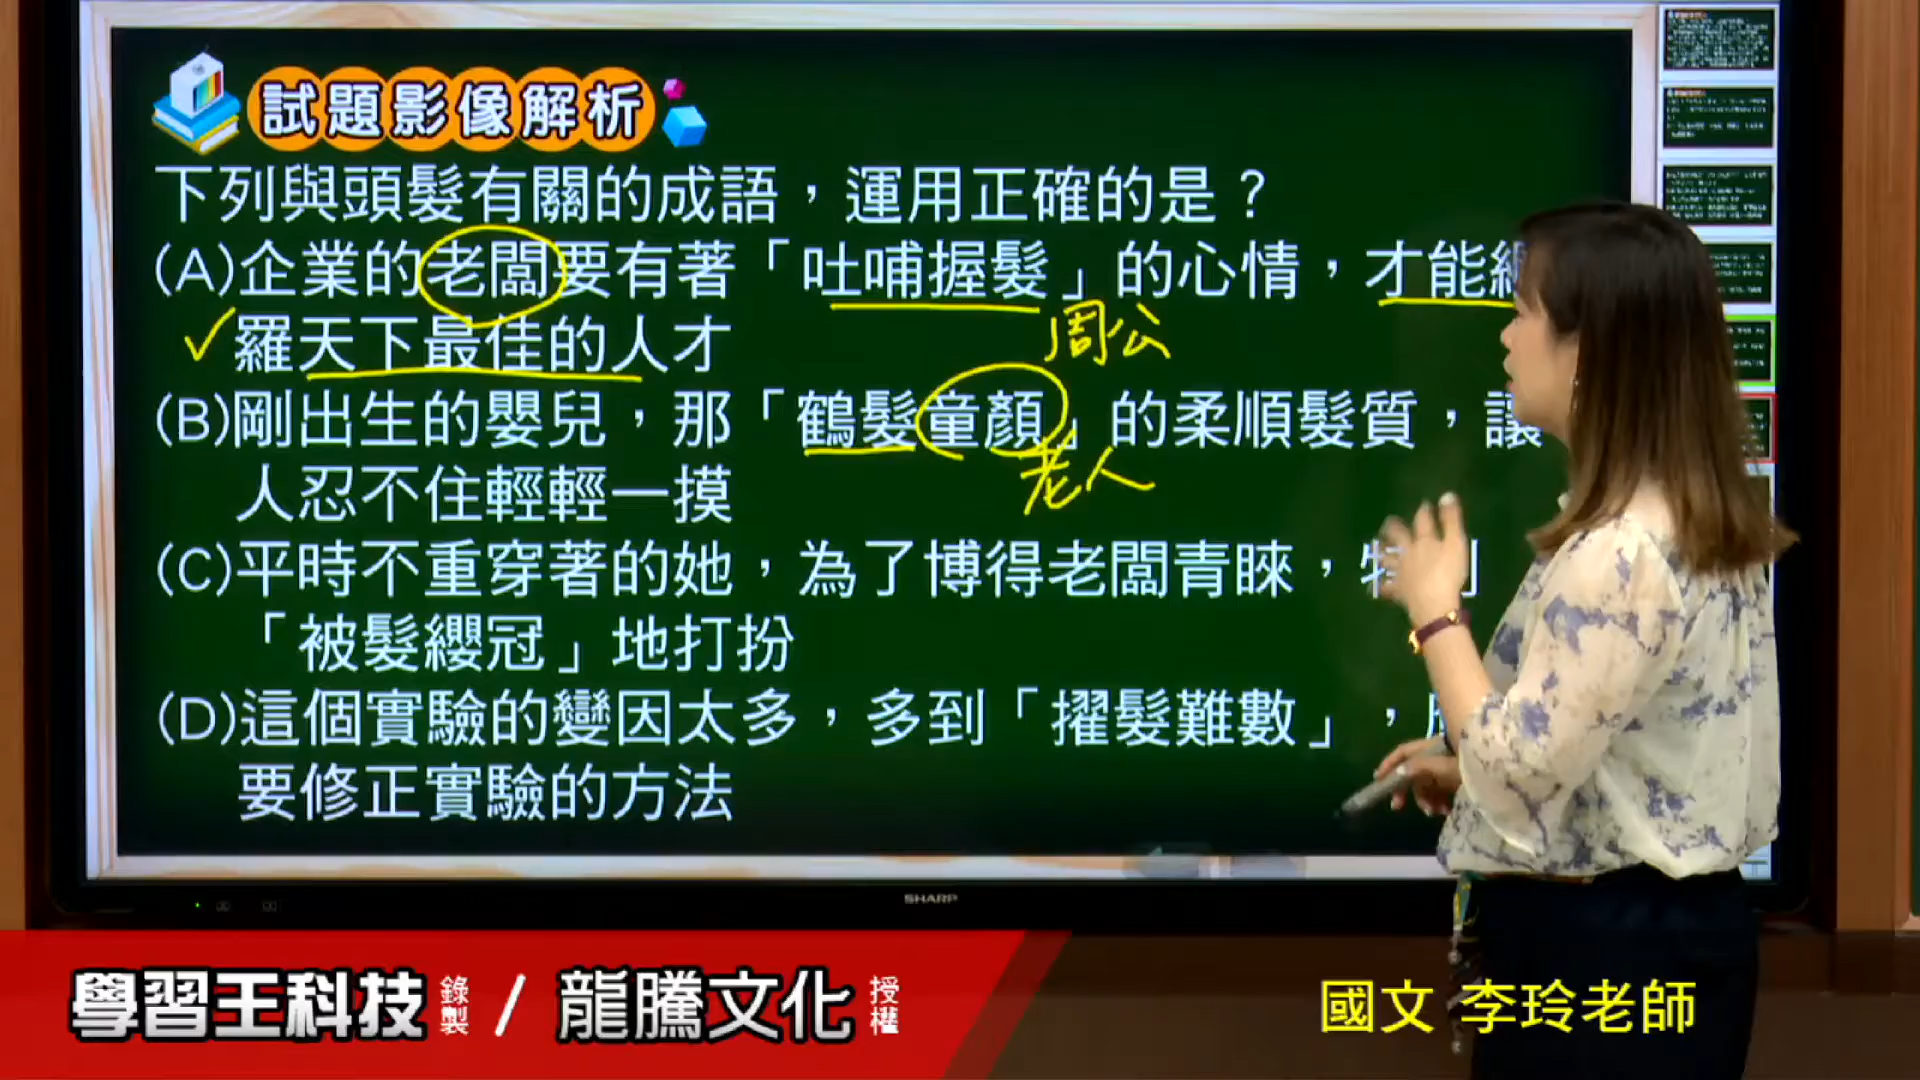 試題影像解析
下列與頭髮有關的成語，運用正確的是？
(A)企業的老闆要有著「吐哺握髮」的心情，才能網
羅天下最佳的人才
周公
(B)剛出生的嬰兒，那「鶴髮童顏」的柔順髮質，讓
老人
人忍不住輕輕一摸
(C)平時不重穿著的她，為了博得老闆青睞，特別
「被髮纓冠」地打扮
(D)這個實驗的變因太多，多到「擢髮難數」，
要修正實驗的方法
SHARP
學習王科技 錄製 / 龍騰文化 授權
國文 李玲老師